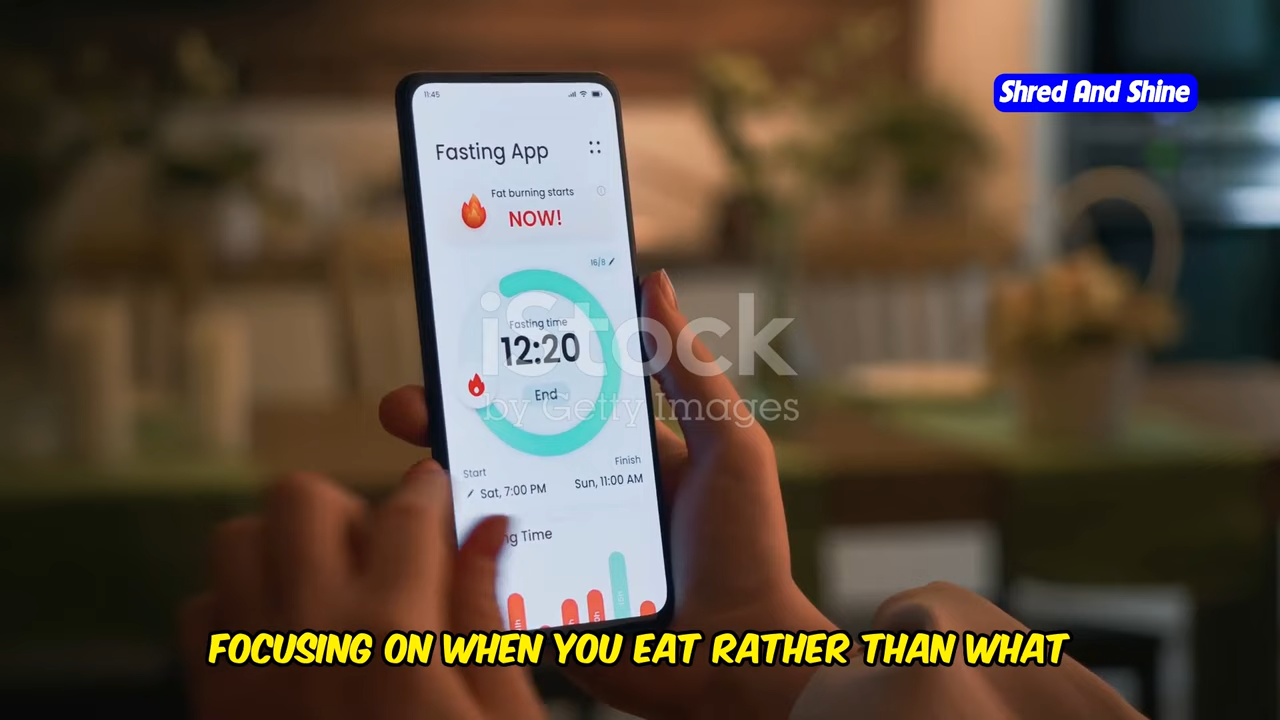 Shred And Shine
11:45
Fasting App
Fat burning starts
NOW!
16/8
Fasting time
12:20
End
Start
Finish
Sat, 7:00 PM
Sun, 11:00 AM
ng Time
iStock
by Getty Images
FOCUSING ON WHEN YOU EAT RATHER THAN WHAT